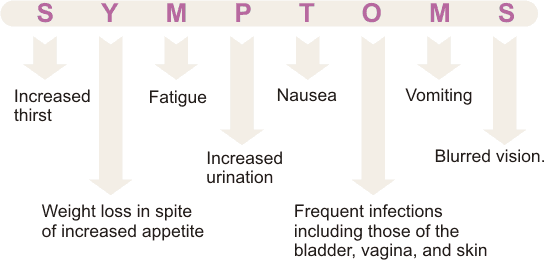 S Y M P T O M S
Increased
thirst
Fatigue
Nausea
Vomiting
Increased
urination
Blurred vision.
Weight loss in spite
of increased appetite
Frequent infections
including those of the
bladder, vagina, and skin